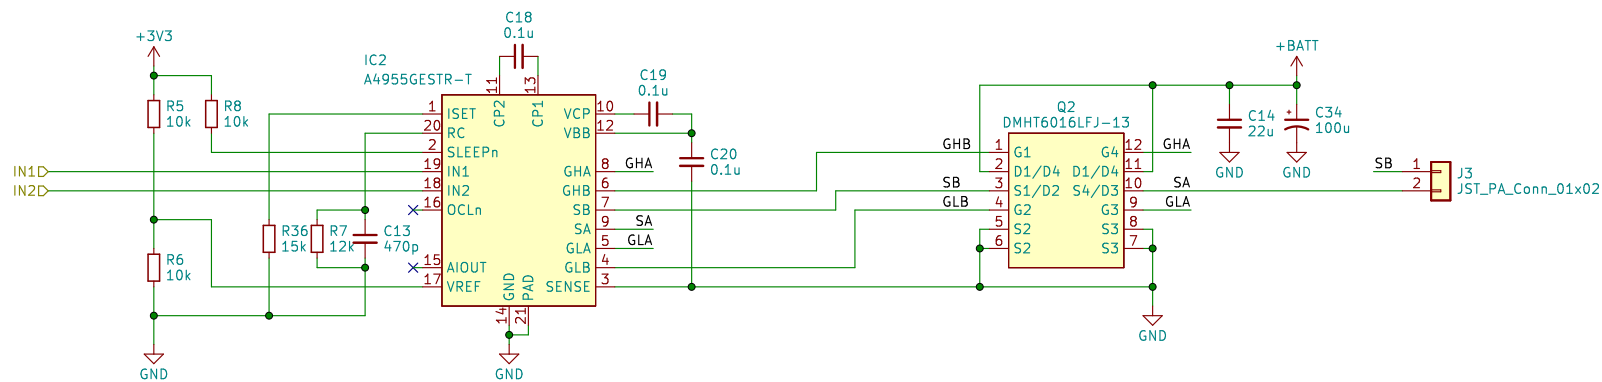 C18
0.1u
+3V3
IC2
A4955GESTR-T
11 13
CP2 CP1
C19
0.1u
+BATT
R5
10k
R8
10k
1 ISET
20 RC
2 SLEEPn
19 IN1
18 IN2
16 OCLn
15 AIOUT
17 VREF
VCP 10
VBB 12
GHA 8 GHA
GHB 6
SB 7
SA 9 SA
GLA 5 GLA
GLB 4
SENSE 3
GND PAD
14 21
IN1
IN2
C20
0.1u
Q2
DMHT6016LFJ-13
GHB 1 G1
2 D1/D4
SB 3 S1/D2
GLB 4 G2
5 S2
6 S2
G4 12 GHA
D1/D4 11
S4/D3 10 SA
G3 9 GLA
S3 8
S3 7
C14
22u
C34
100u
+
GND
GND
SB 1
2
J3
JST_PA_Conn_01x02
R36
15k
R7
12k
C13
470p
R6
10k
GND
GND
GND